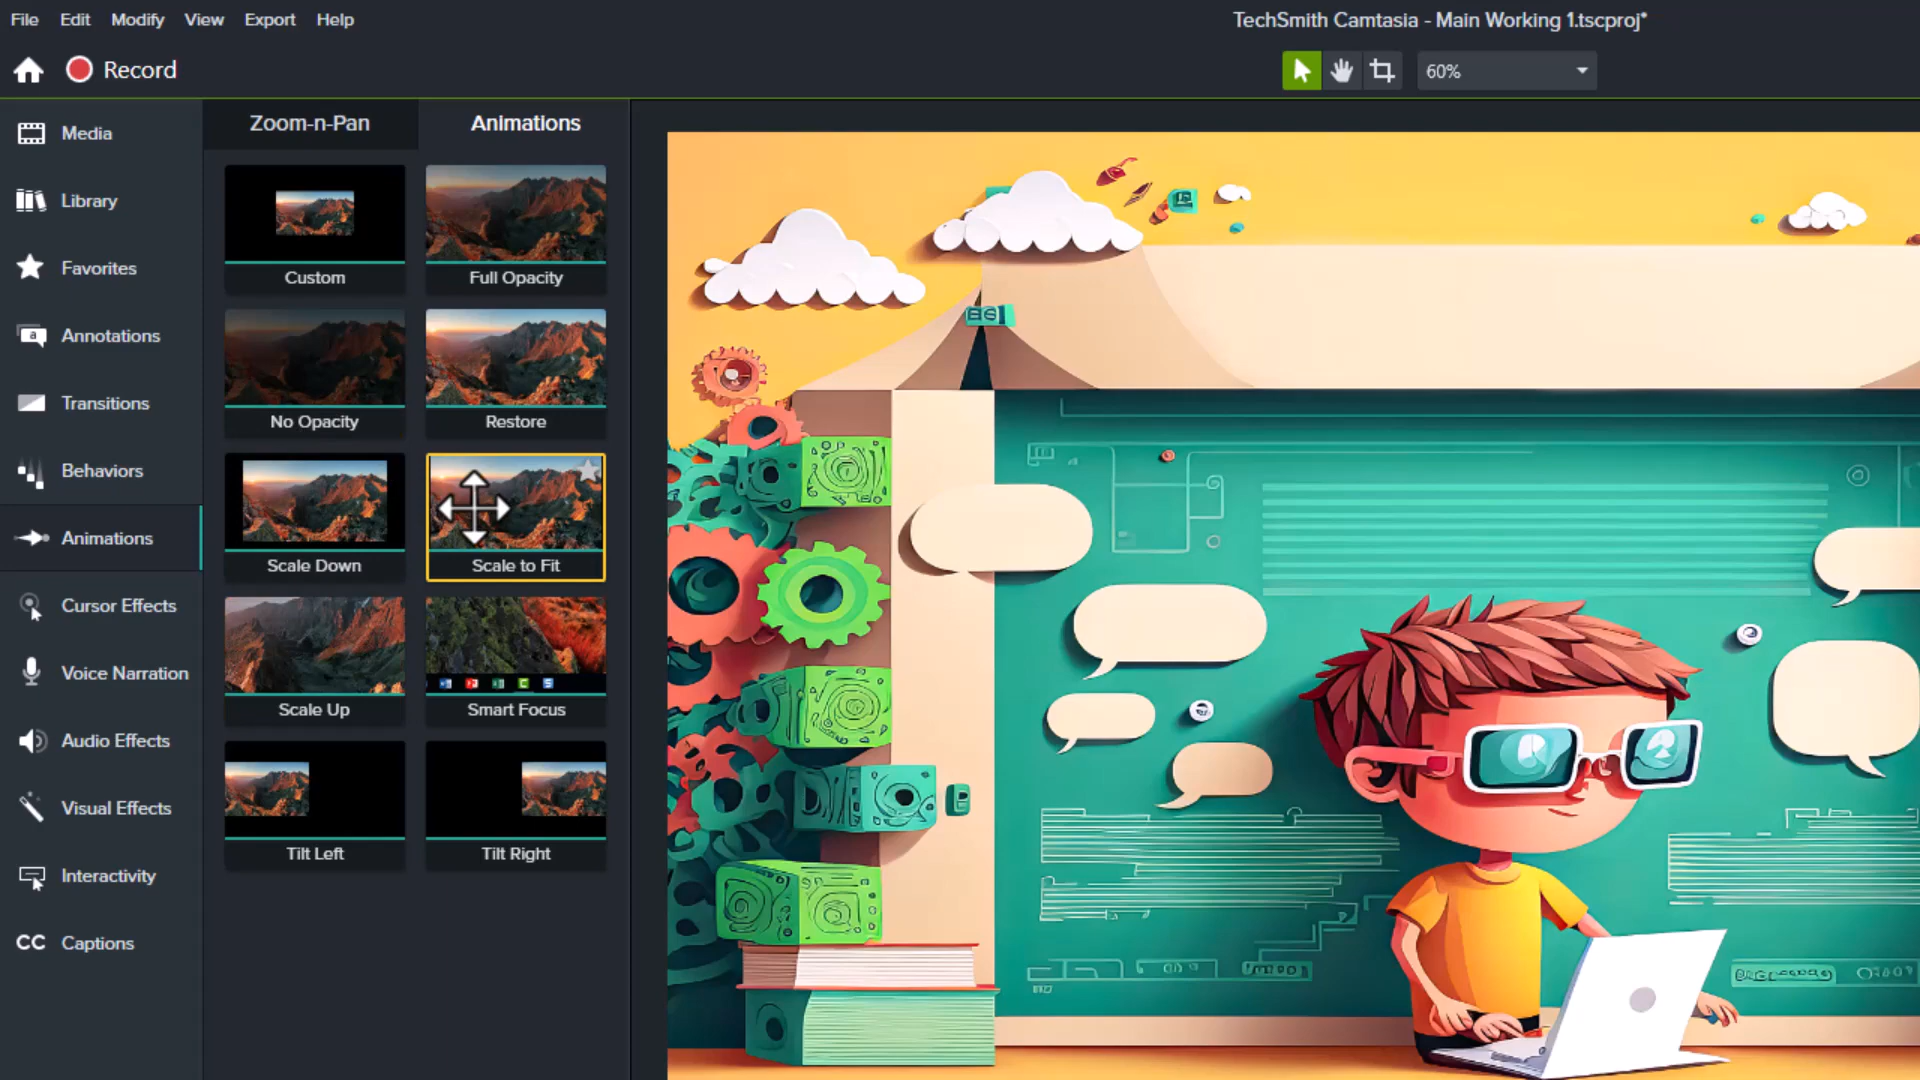 File Edit Modify View Export Help
TechSmith Camtasia - Main Working 1.tscproj*
Record
60%
Media
Library
Favorites
Annotations
a
Transitions
Behaviors
Animations
Cursor Effects
Voice Narration
Audio Effects
Visual Effects
Interactivity
CC Captions
Zoom-n-Pan Animations
Custom Full Opacity
No Opacity Restore
Scale Down Scale to Fit
Scale Up Smart Focus
Tilt Left Tilt Right